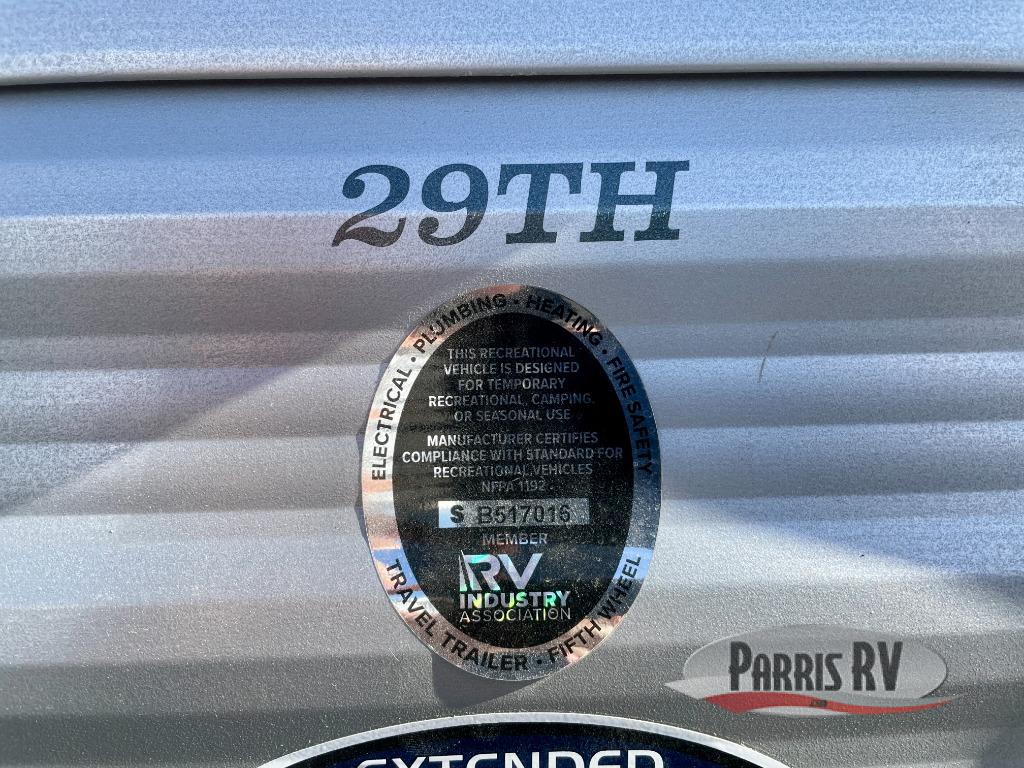 29TH
ELECTRICAL · PLUMBING · HEATING · FIRE SAFETY
THIS RECREATIONAL
VEHICLE IS DESIGNED
FOR TEMPORARY
RECREATIONAL, CAMPING,
OR SEASONAL USE
MANUFACTURER CERTIFIES
COMPLIANCE WITH STANDARD FOR
RECREATIONAL VEHICLES
NFPA 1192
S B517016
MEMBER
RV
INDUSTRY
ASSOCIATION
TRAVEL TRAILER · FIFTH WHEEL
PARRIS RV
EXTENDED